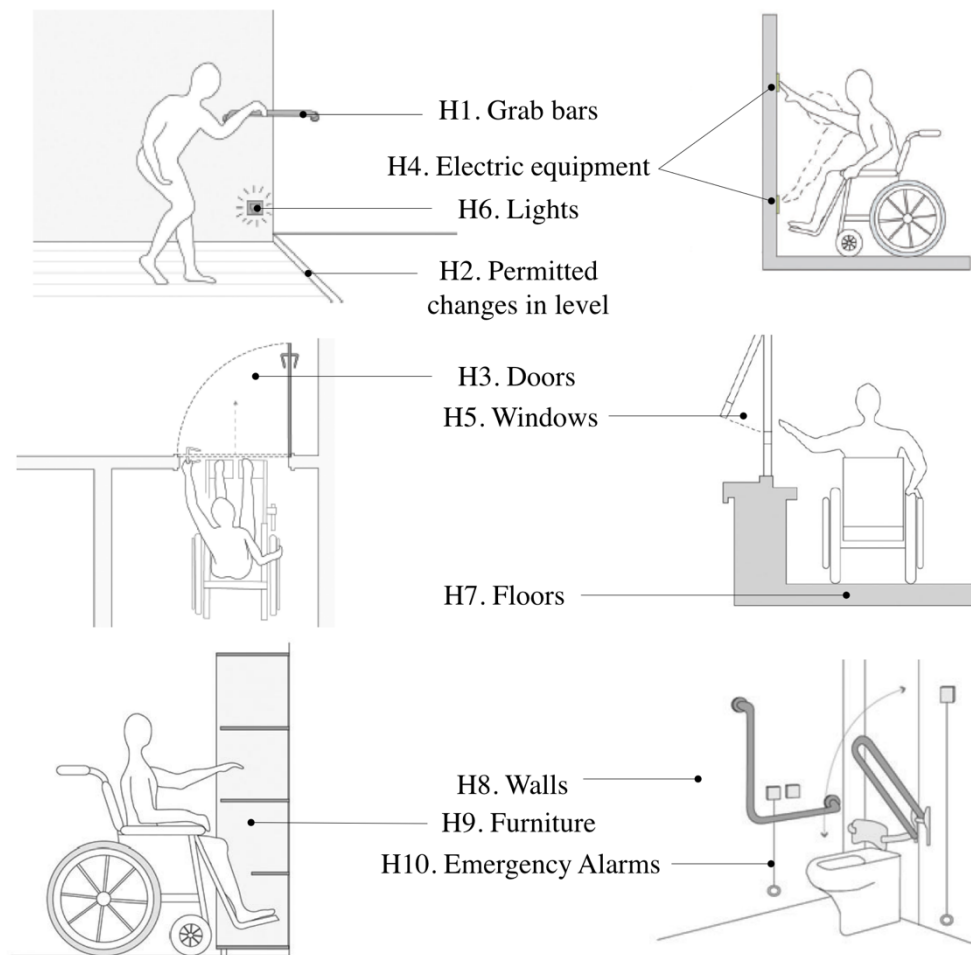 H1. Grab bars
H4. Electric equipment
H6. Lights
H2. Permitted
changes in level
H3. Doors
H5. Windows
H7. Floors
H8. Walls
H9. Furniture
H10. Emergency Alarms